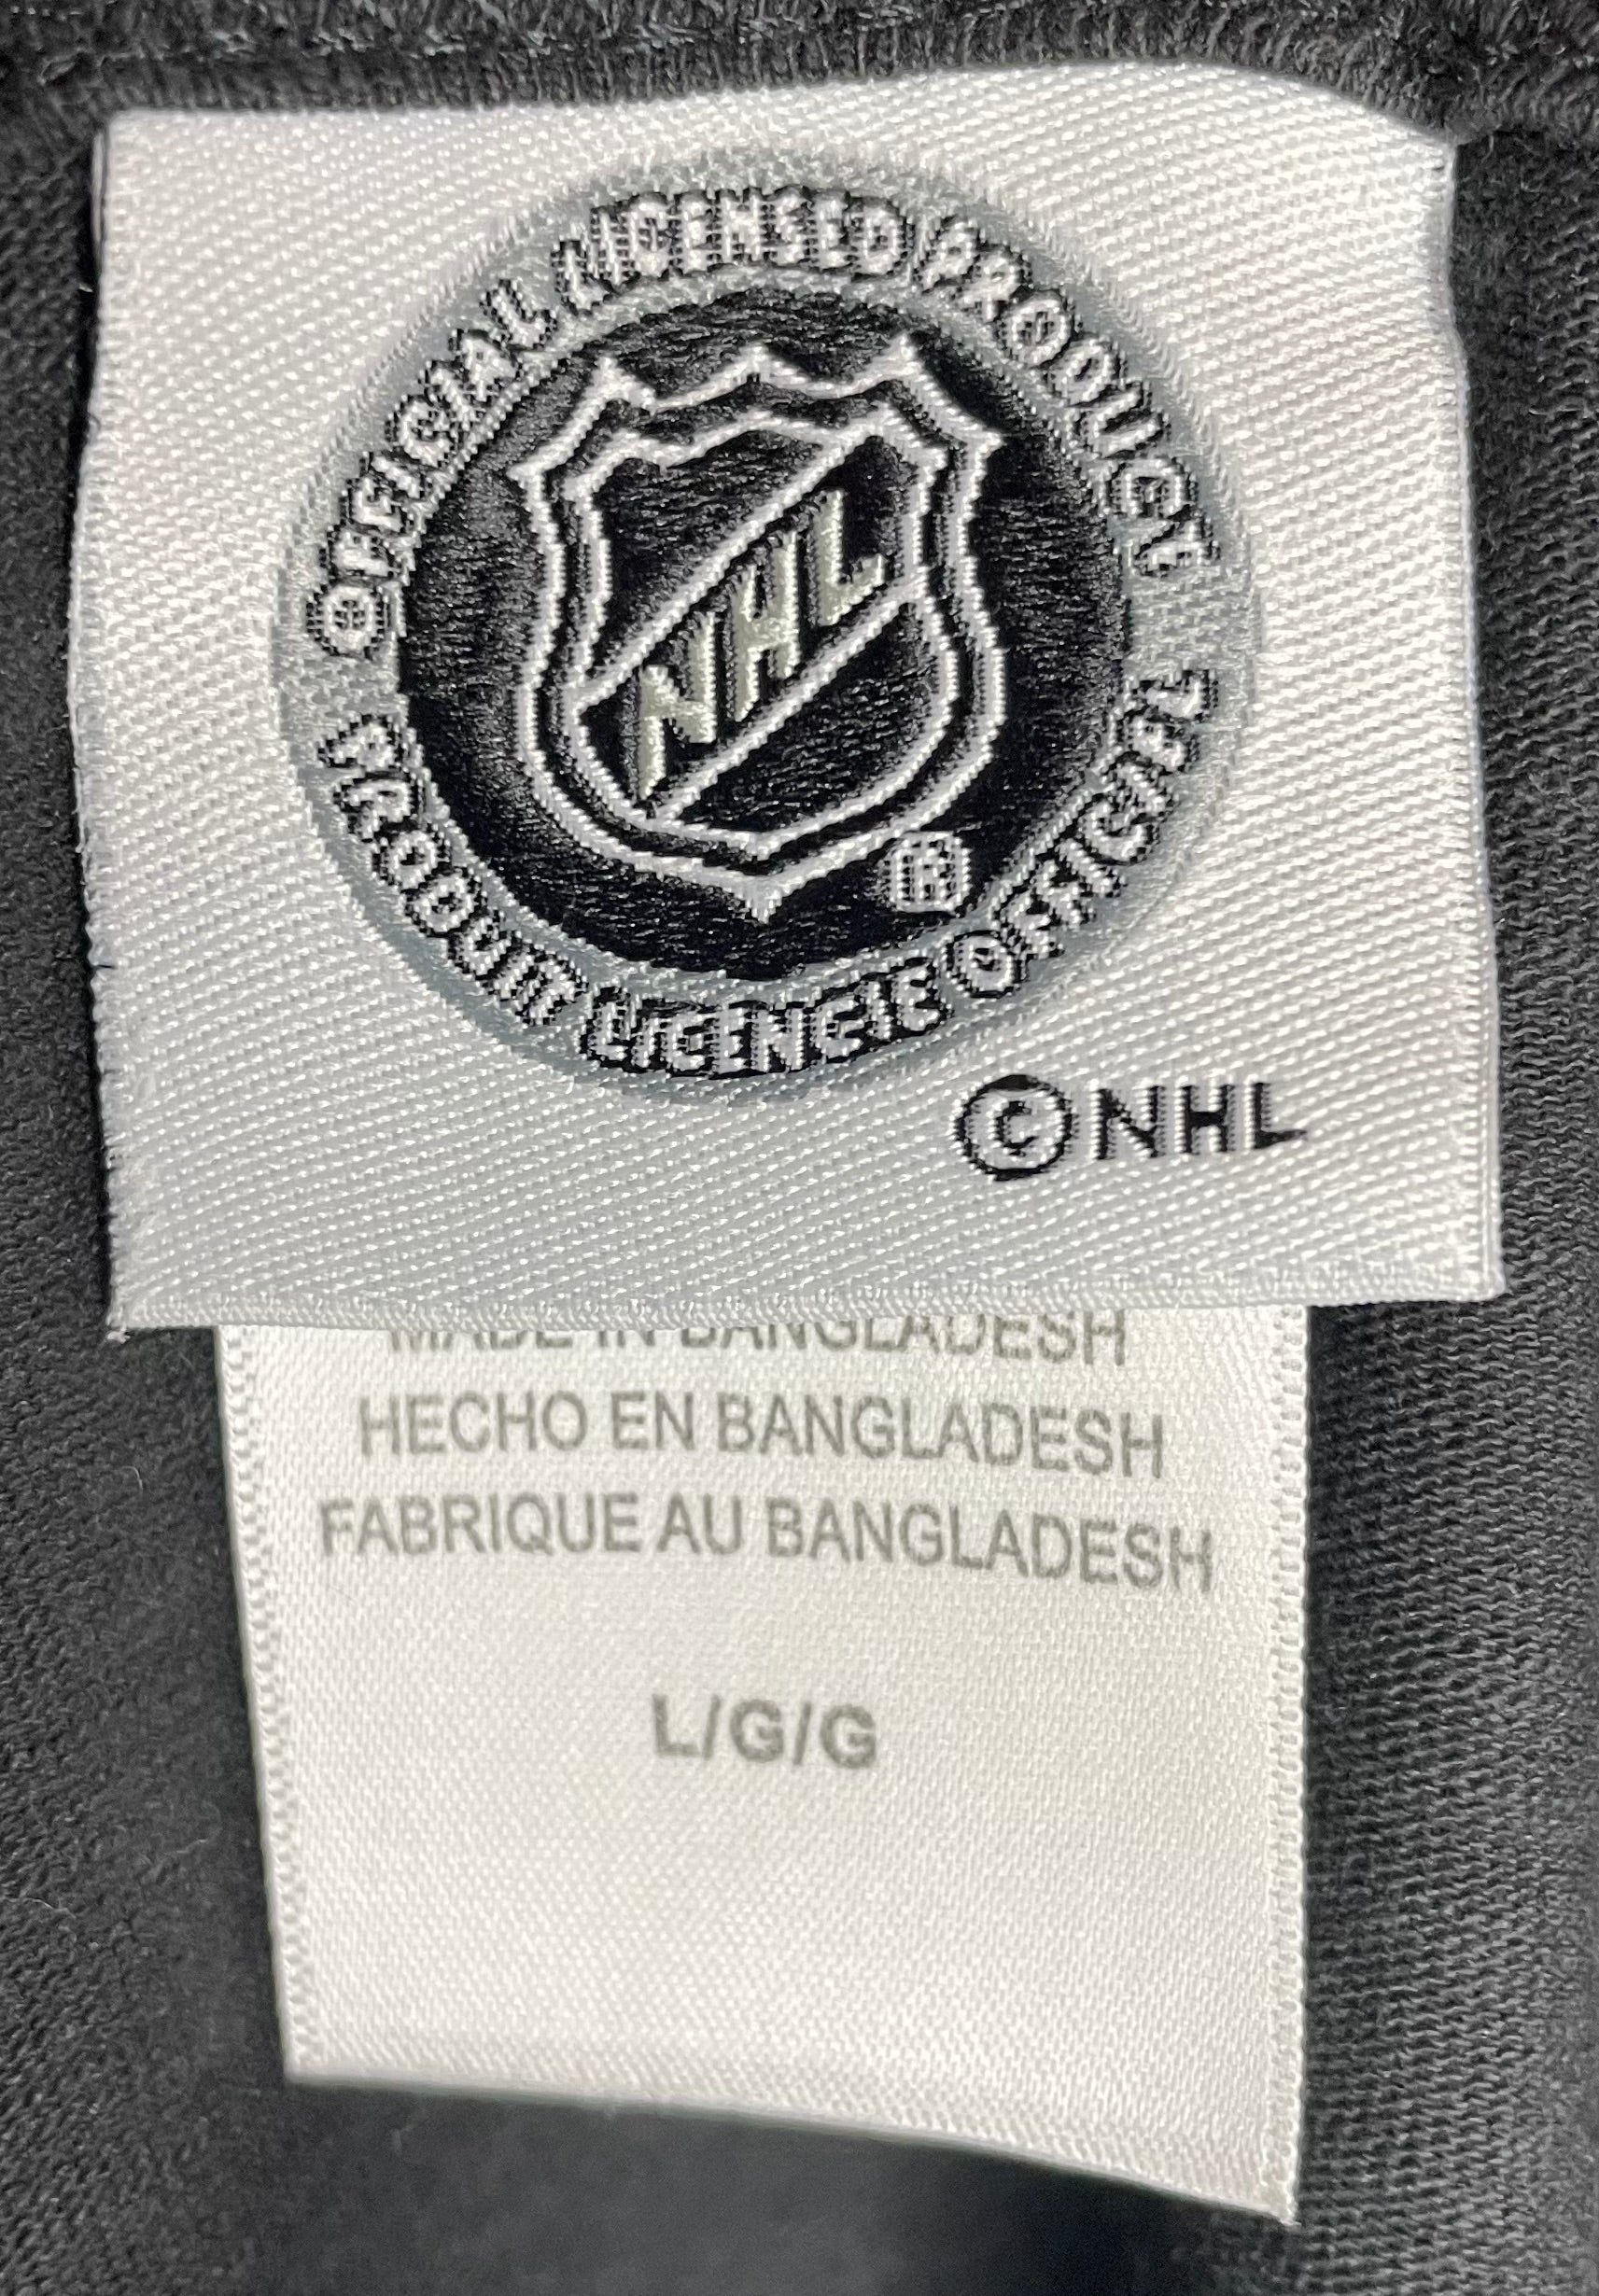 OFFICIAL LICENSED PRODUCT
NHL
®
PRODUIT LICENCIE OFFICIEL
©NHL
MADE IN BANGLADESH
HECHO EN BANGLADESH
FABRIQUE AU BANGLADESH
L/G/G